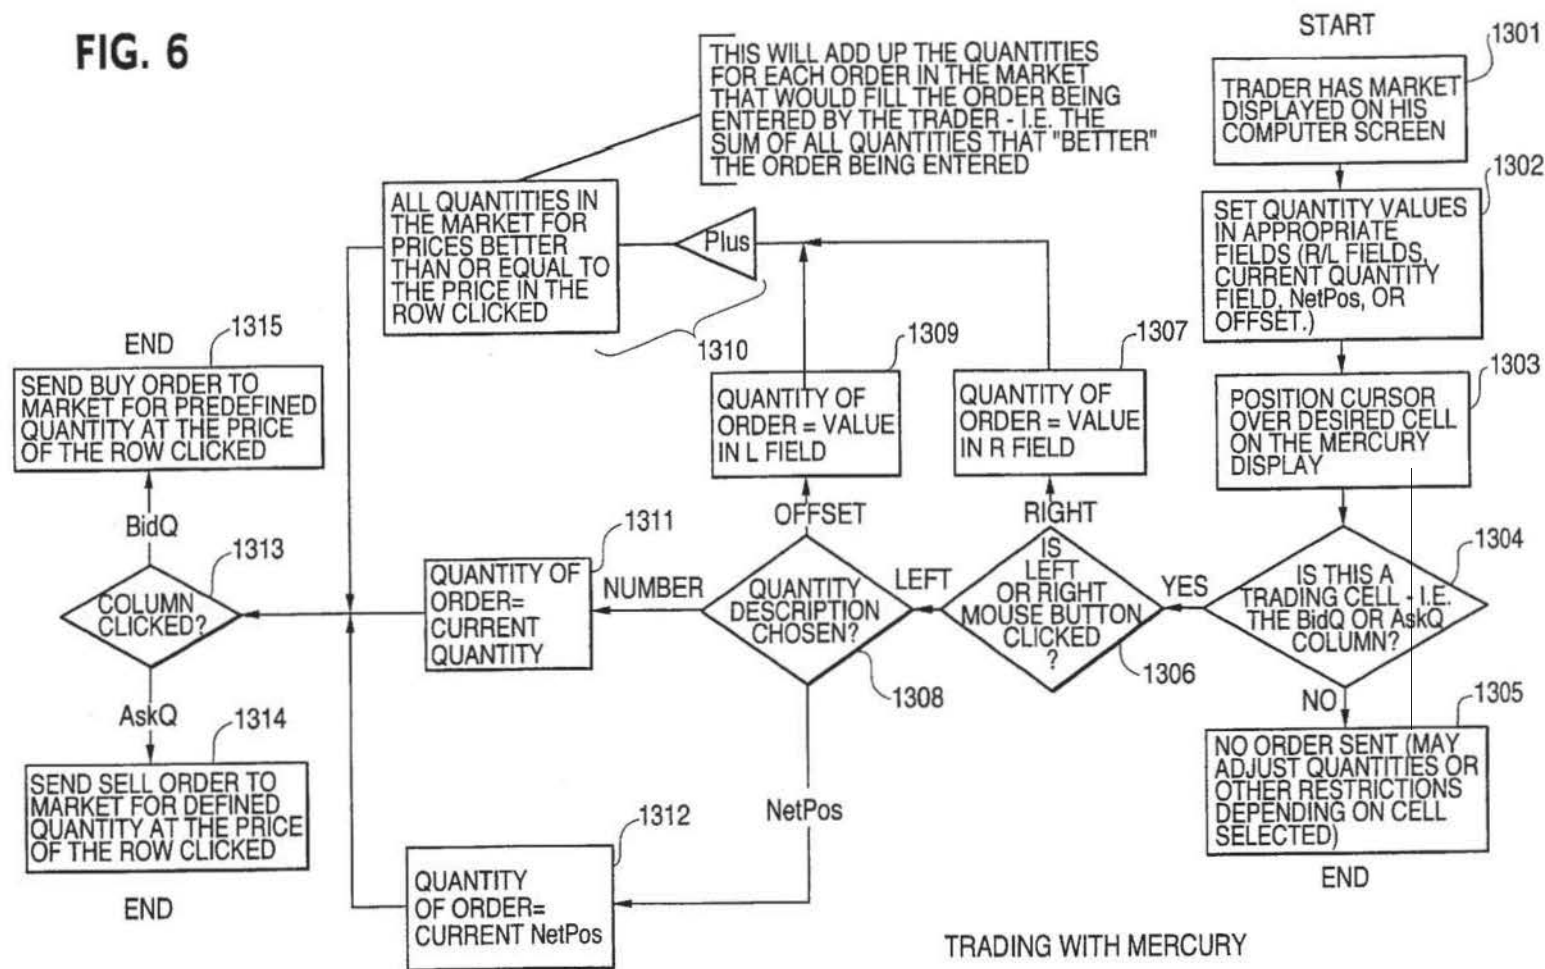 FIG. 6
START
1301
TRADER HAS MARKET
DISPLAYED ON HIS
COMPUTER SCREEN
1302
SET QUANTITY VALUES
IN APPROPRIATE
FIELDS (R/L FIELDS,
CURRENT QUANTITY
FIELD, NetPos, OR
OFFSET.)
1303
POSITION CURSOR
OVER DESIRED CELL
ON THE MERCURY
DISPLAY
1304
IS THIS A
TRADING CELL - I.E.
THE BidQ OR AskQ
COLUMN?
YES
NO
1305
NO ORDER SENT (MAY
ADJUST QUANTITIES OR
OTHER RESTRICTIONS
DEPENDING ON CELL
SELECTED)
END
IS
LEFT
OR RIGHT
MOUSE BUTTON
CLICKED
?
1306
RIGHT
LEFT
1307
QUANTITY OF
ORDER = VALUE
IN R FIELD
QUANTITY
DESCRIPTION
CHOSEN?
1308
OFFSET
NUMBER
NetPos
1309
QUANTITY OF
ORDER = VALUE
IN L FIELD
Plus
1310
ALL QUANTITIES IN
THE MARKET FOR
PRICES BETTER
THAN OR EQUAL TO
THE PRICE IN THE
ROW CLICKED
THIS WILL ADD UP THE QUANTITIES
FOR EACH ORDER IN THE MARKET
THAT WOULD FILL THE ORDER BEING
ENTERED BY THE TRADER - I.E. THE
SUM OF ALL QUANTITIES THAT "BETTER"
THE ORDER BEING ENTERED
1311
QUANTITY OF
ORDER=
CURRENT
QUANTITY
1312
QUANTITY
OF ORDER=
CURRENT NetPos
1313
COLUMN
CLICKED?
BidQ
AskQ
1315
END
SEND BUY ORDER TO
MARKET FOR PREDEFINED
QUANTITY AT THE PRICE
OF THE ROW CLICKED
1314
SEND SELL ORDER TO
MARKET FOR DEFINED
QUANTITY AT THE PRICE
OF THE ROW CLICKED
END
TRADING WITH MERCURY